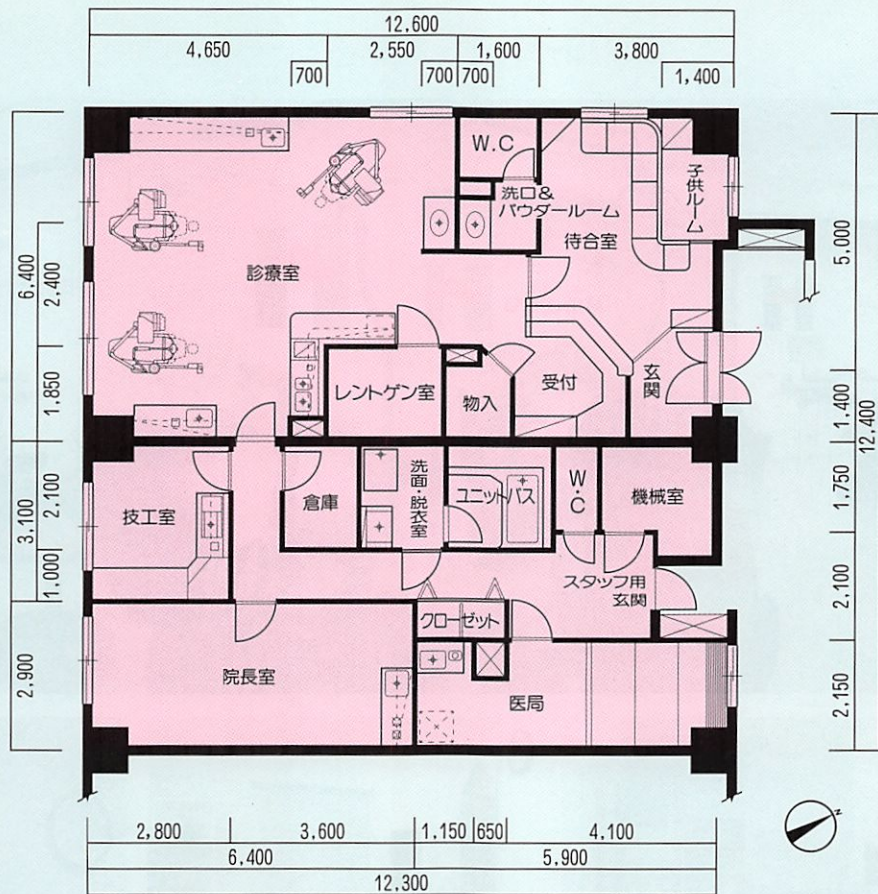 12,600
4,650 2,550 1,600 3,800
700 700 700 1,400
W.C
洗口&
パウダールーム
子供ルーム
待合室
診療室
5,000
6,400
2,400
1,850
レントゲン室
物入
受付
玄関
1,400
12,400
1,750
2,100
3,100
2,100
1,000
技工室
倉庫
洗面・脱衣室
ユニットバス
W・C
機械室
スタッフ用
玄関
クローゼット
2,900
院長室
医局
2,150
2,800 3,600 1.150 650 4,100
6,400 5,900
12,300
z